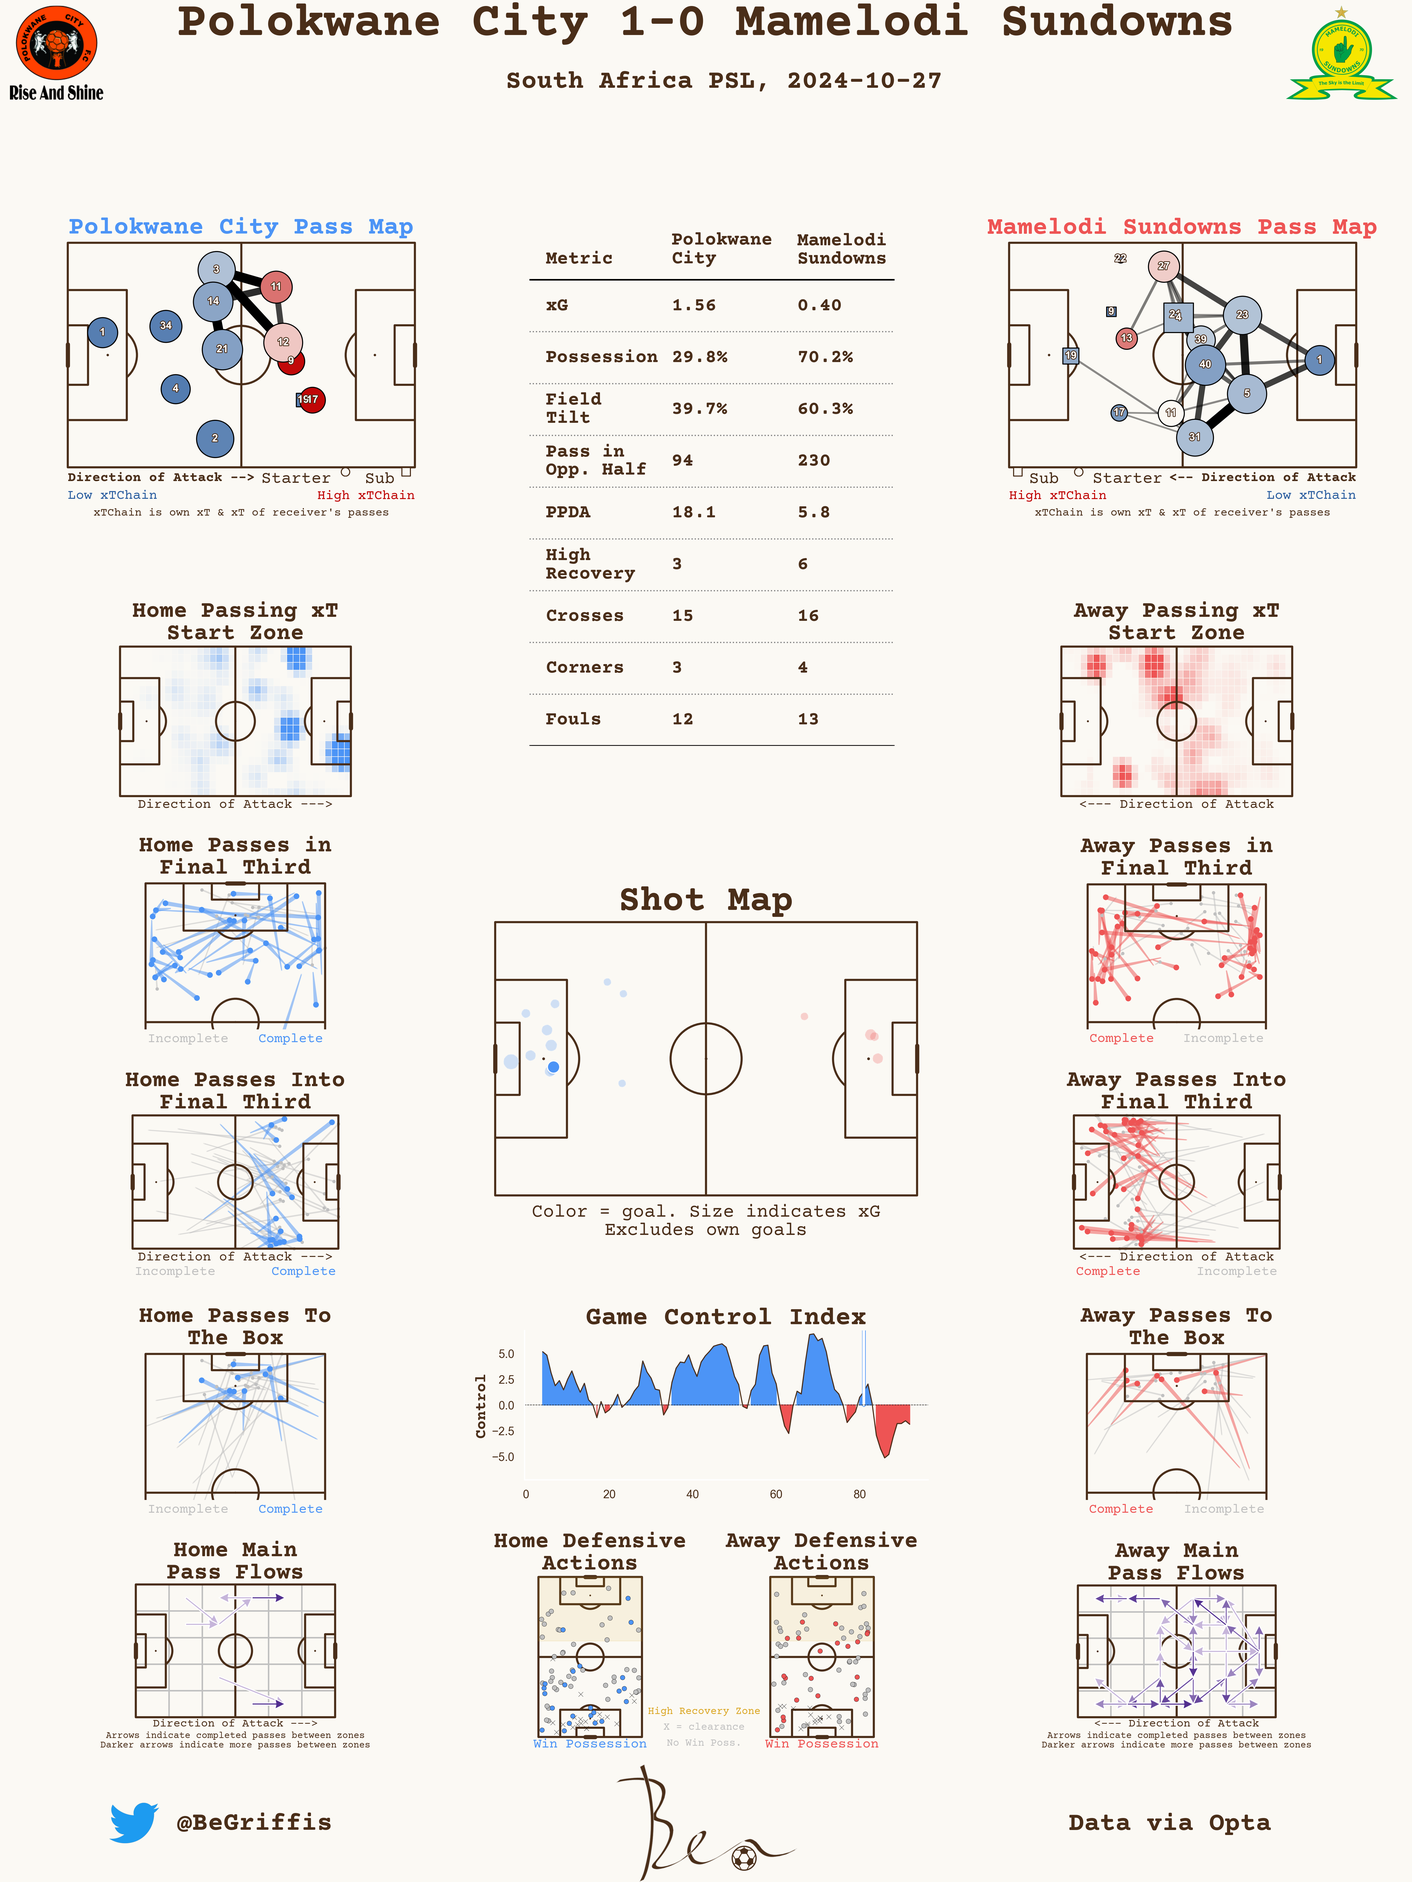 Polokwane City 1-0 Mamelodi Sundowns
South Africa PSL, 2024-10-27
POLOKWANE CITY F.C
Rise And Shine
MAMELODI
SUNDOWNS
The Sky is the Limit
Polokwane City Pass Map
3
11
14
34
1
12
21
9
4
19
17
2
Direction of Attack --> Starter Sub
Low xTChain High xTChain
xTChain is own xT & xT of receiver's passes
Metric Polokwane City Mamelodi Sundowns
xG 1.56 0.40
Possession 29.8% 70.2%
Field Tilt 39.7% 60.3%
Pass in Opp. Half 94 230
PPDA 18.1 5.8
High Recovery 3 6
Crosses 15 16
Corners 3 4
Fouls 12 13
Mamelodi Sundowns Pass Map
22
27
9
4
23
13
39
19
40
1
5
17
11
31
Sub Starter <-- Direction of Attack
High xTChain Low xTChain
xTChain is own xT & xT of receiver's passes
Home Passing xT
Start Zone
Direction of Attack --->
Away Passing xT
Start Zone
<--- Direction of Attack
Home Passes in
Final Third
Incomplete Complete
Away Passes in
Final Third
Complete Incomplete
Shot Map
Color = goal. Size indicates xG
Excludes own goals
Home Passes Into
Final Third
Direction of Attack --->
Incomplete Complete
Away Passes Into
Final Third
<--- Direction of Attack
Complete Incomplete
Home Passes To
The Box
Incomplete Complete
Game Control Index
Control
5.0
2.5
0.0
−2.5
−5.0
0 20 40 60 80
Away Passes To
The Box
Complete Incomplete
Home Main
Pass Flows
Direction of Attack --->
Arrows indicate completed passes between zones
Darker arrows indicate more passes between zones
Home Defensive
Actions
Win Possession
High Recovery Zone
X = clearance
No Win Poss.
Away Defensive
Actions
Win Possession
Away Main
Pass Flows
<--- Direction of Attack
Arrows indicate completed passes between zones
Darker arrows indicate more passes between zones
@BeGriffis
Ben
Data via Opta